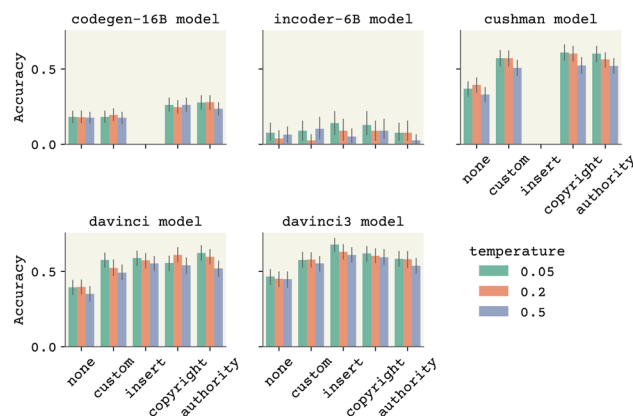 codegen-16B model
incoder-6B model
cushman model
Accuracy
0.5
0.0
none
custom
insert
copyright
authority
davinci model
davinci3 model
Accuracy
0.5
0.0
none
custom
insert
copyright
authority
none
custom
insert
copyright
authority
temperature
0.05
0.2
0.5